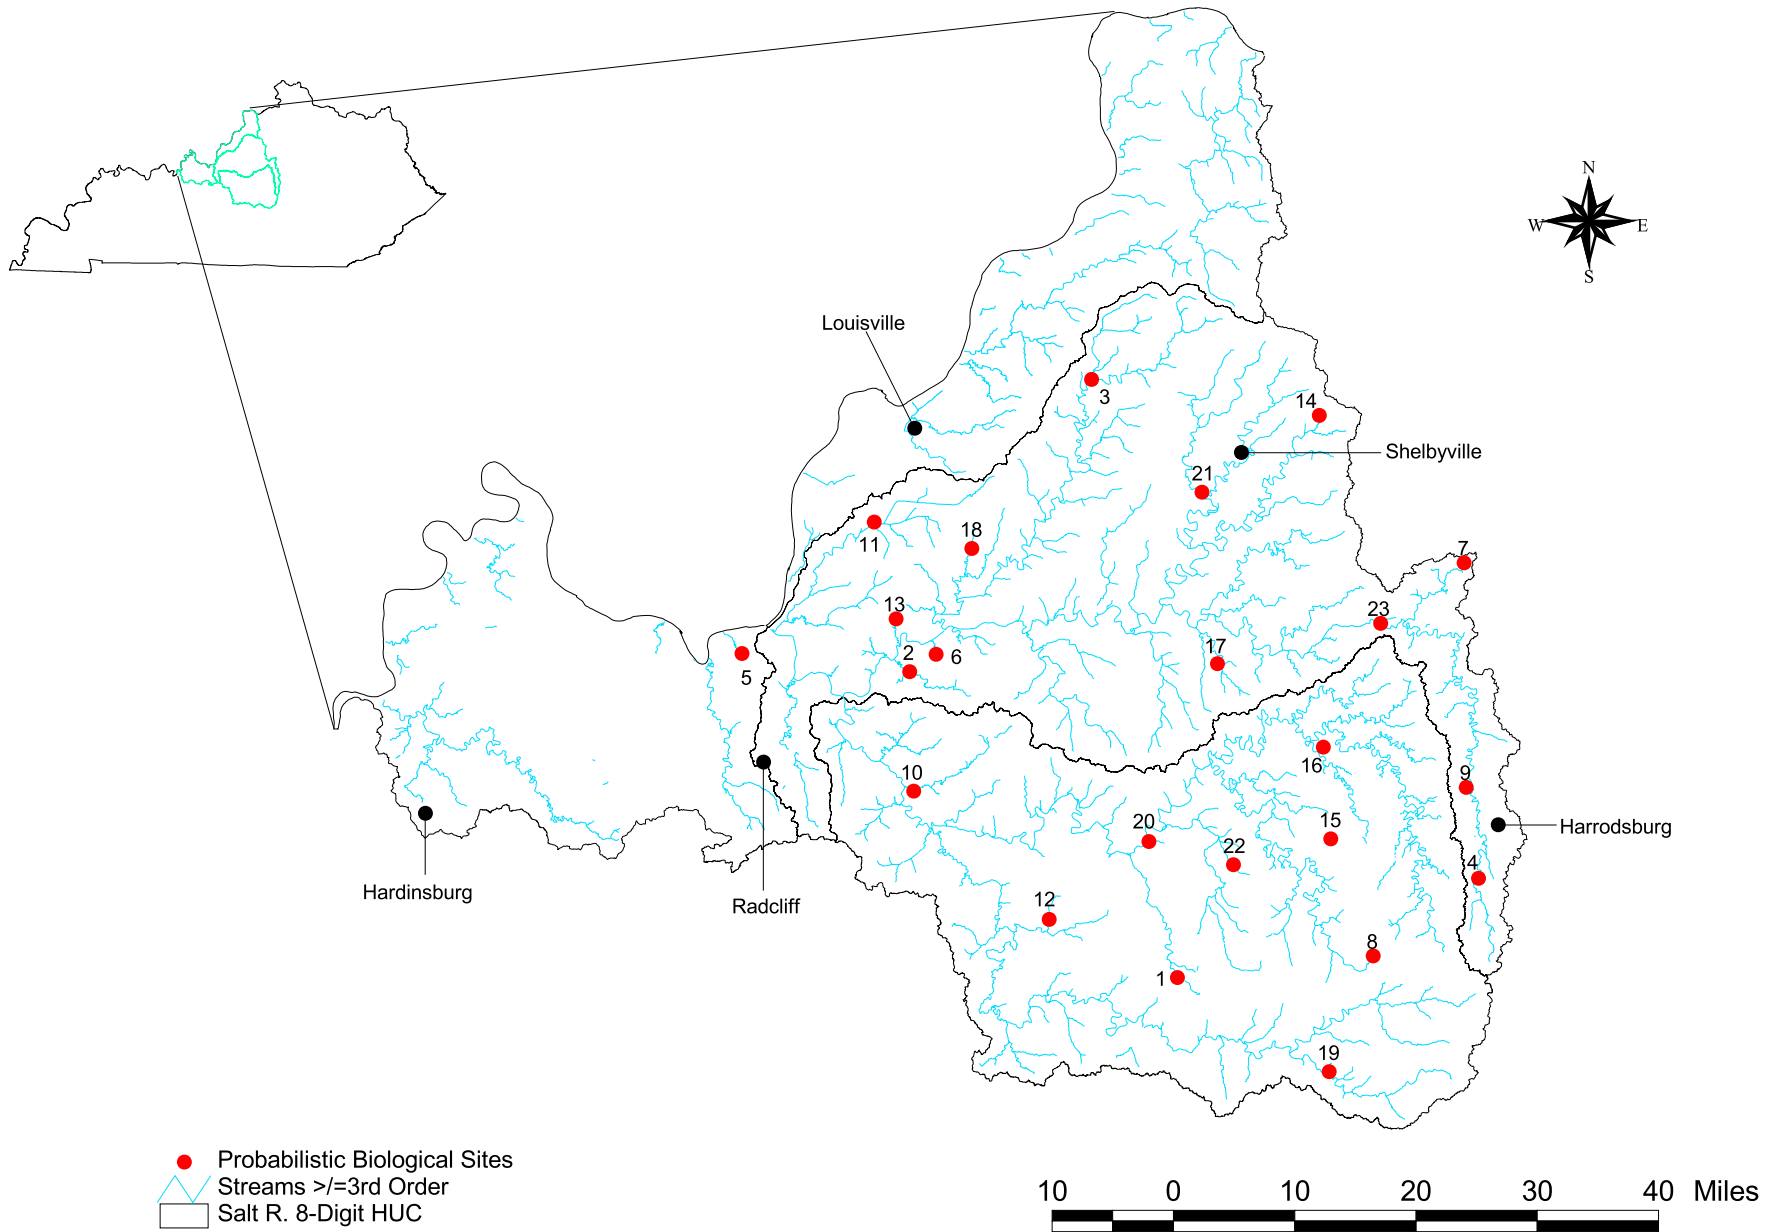 N
W
E
S
Louisville
3
14
Shelbyville
21
11
18
7
13
23
2
6
17
5
16
10
9
20
15
Harrodsburg
22
4
Hardinsburg
Radcliff
12
8
1
19
Probabilistic Biological Sites
Streams >/=3rd Order
Salt R. 8-Digit HUC
10 0 10 20 30 40 Miles